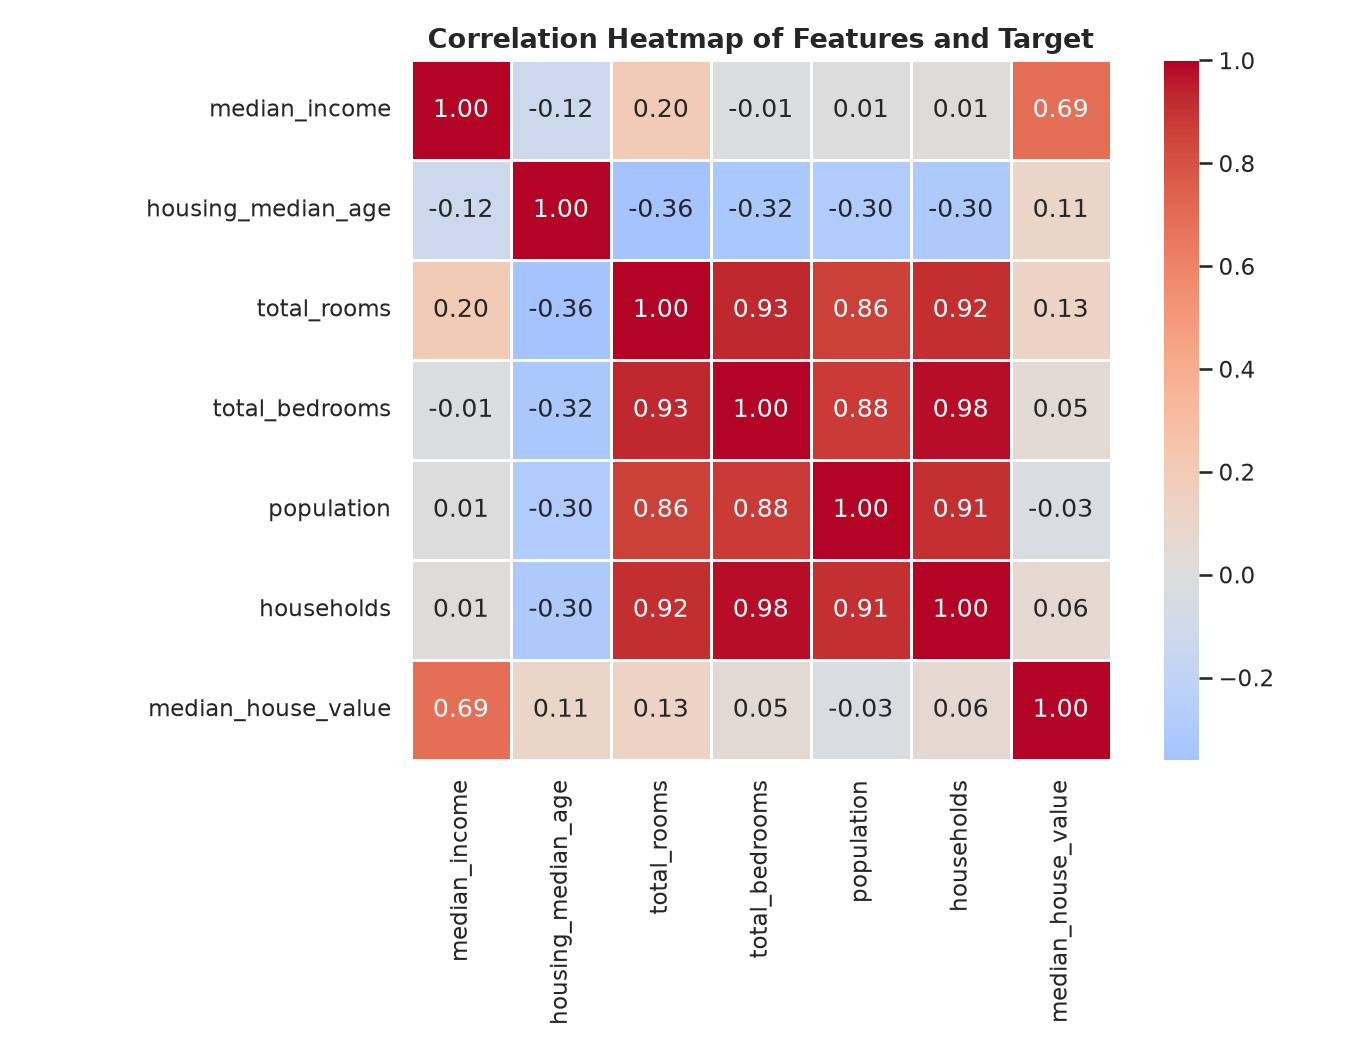 Correlation Heatmap of Features and Target
median_income 1.00 -0.12 0.20 -0.01 0.01 0.01 0.69
housing_median_age -0.12 1.00 -0.36 -0.32 -0.30 -0.30 0.11
total_rooms 0.20 -0.36 1.00 0.93 0.86 0.92 0.13
total_bedrooms -0.01 -0.32 0.93 1.00 0.88 0.98 0.05
population 0.01 -0.30 0.86 0.88 1.00 0.91 -0.03
households 0.01 -0.30 0.92 0.98 0.91 1.00 0.06
median_house_value 0.69 0.11 0.13 0.05 -0.03 0.06 1.00
median_income
housing_median_age
total_rooms
total_bedrooms
population
households
median_house_value
1.0
0.8
0.6
0.4
0.2
0.0
−0.2